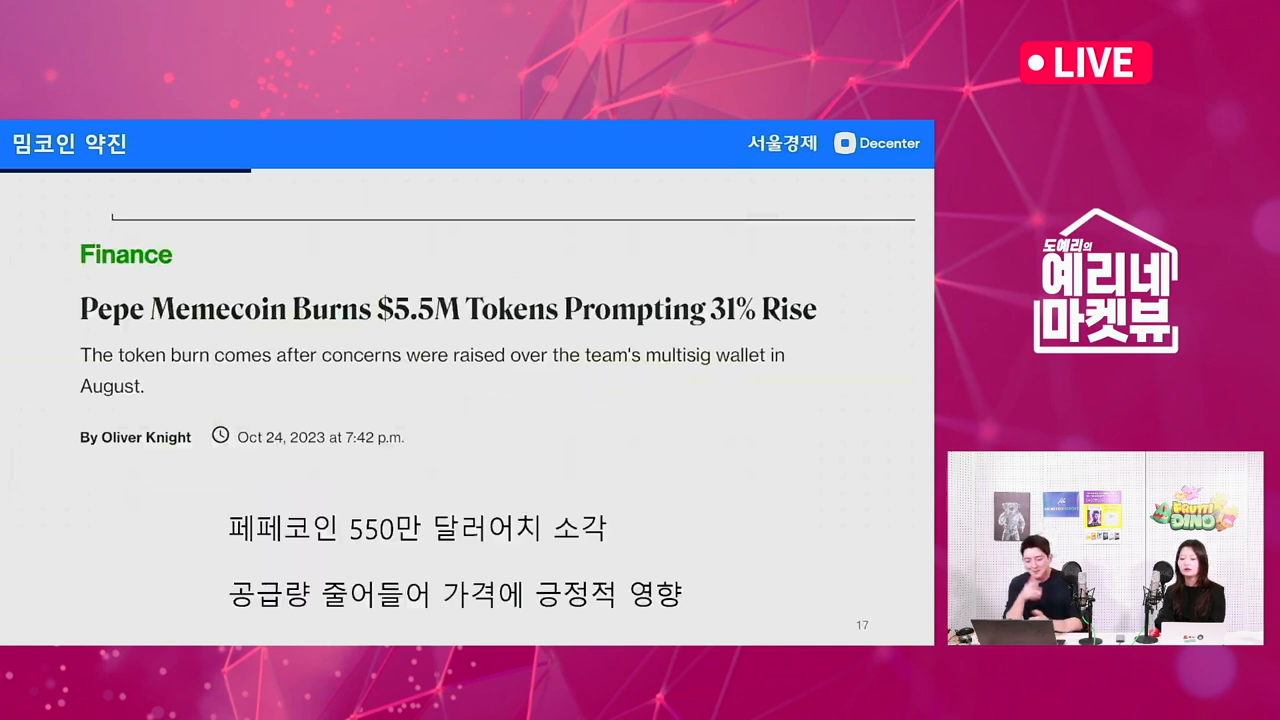 LIVE
밈코인 약진
서울경제 Decenter
Finance
Pepe Memecoin Burns $5.5M Tokens Prompting 31% Rise
The token burn comes after concerns were raised over the team's multisig wallet in
August.
By Oliver Knight Oct 24, 2023 at 7:42 p.m.
페페코인 550만 달러어치 소각
공급량 줄어들어 가격에 긍정적 영향
17
도예리의
예리네
마켓뷰
FRUTTI
DINO